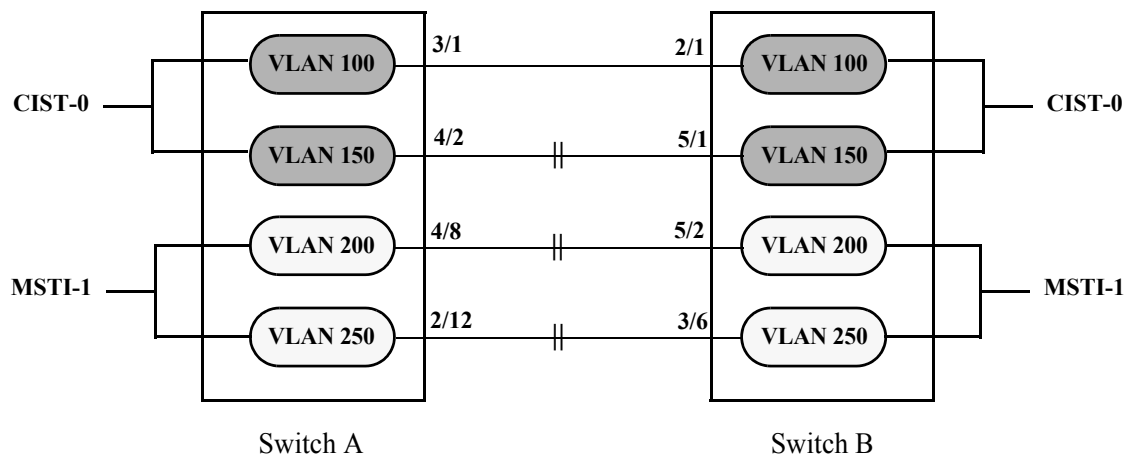 3/1 2/1
VLAN 100 VLAN 100
CIST-0 CIST-0
4/2 5/1
VLAN 150 VLAN 150
4/8 5/2
VLAN 200 VLAN 200
MSTI-1 MSTI-1
2/12 3/6
VLAN 250 VLAN 250
Switch A Switch B